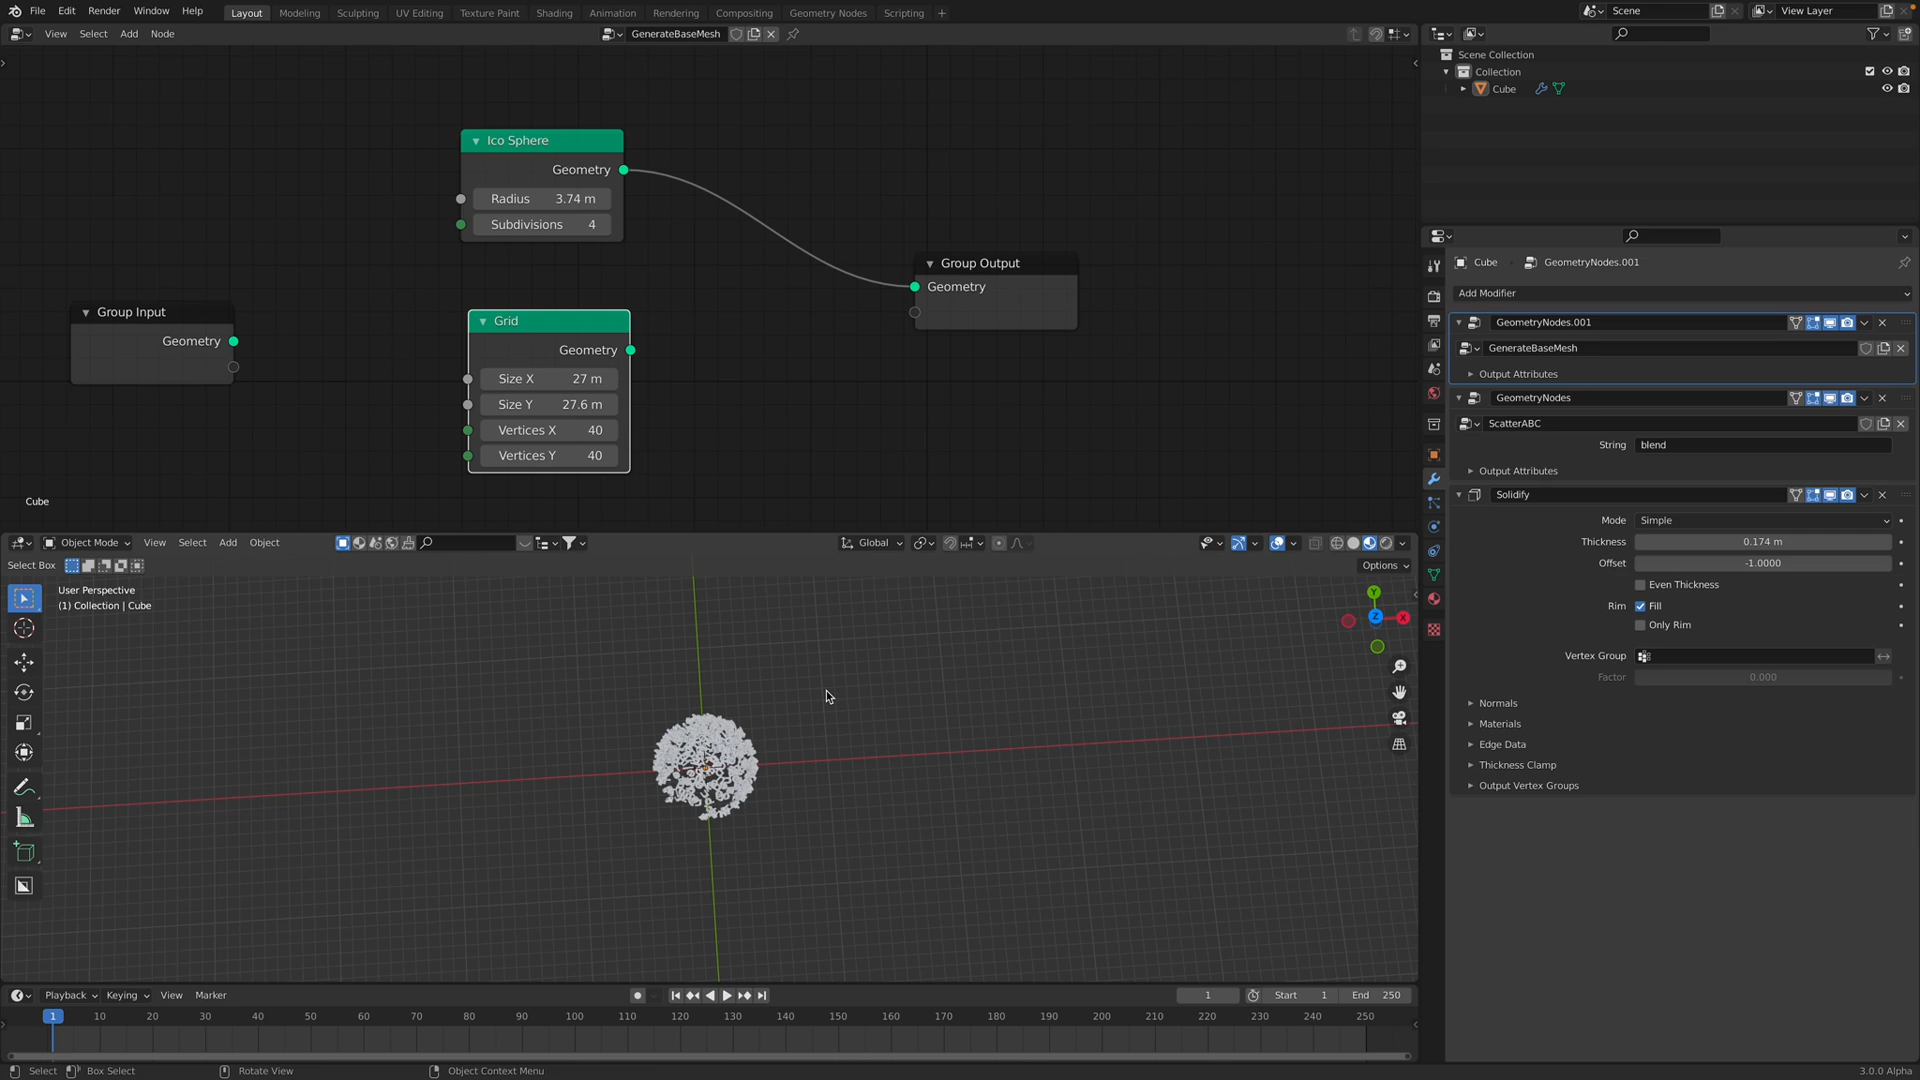 File Edit Render Window Help Layout Modeling Sculpting UV Editing Texture Paint Shading Animation Rendering Compositing Geometry Nodes Scripting + Scene View Layer
View Select Add Node GenerateBaseMesh
Scene Collection
Collection
Cube
Ico Sphere
Geometry
Radius 3.74 m
Subdivisions 4
Group Output
Geometry
Group Input
Geometry
Grid
Geometry
Size X 27 m
Size Y 27.6 m
Vertices X 40
Vertices Y 40
Cube
Cube GeometryNodes.001
Add Modifier
GeometryNodes.001
GenerateBaseMesh
Output Attributes
GeometryNodes
ScatterABC
String blend
Output Attributes
Solidify
Mode Simple
Thickness 0.174 m
Offset -1.0000
Even Thickness
Rim Fill
Only Rim
Vertex Group
Factor 0.000
Normals
Materials
Edge Data
Thickness Clamp
Output Vertex Groups
Object Mode View Select Add Object Global
Select Box Options
User Perspective
(1) Collection | Cube
Y
Z X
Playback Keying View Marker 1 Start 1 End 250
1 10 20 30 40 50 60 70 80 90 100 110 120 130 140 150 160 170 180 190 200 210 220 230 240 250
Select Box Select Rotate View Object Context Menu 3.0.0 Alpha